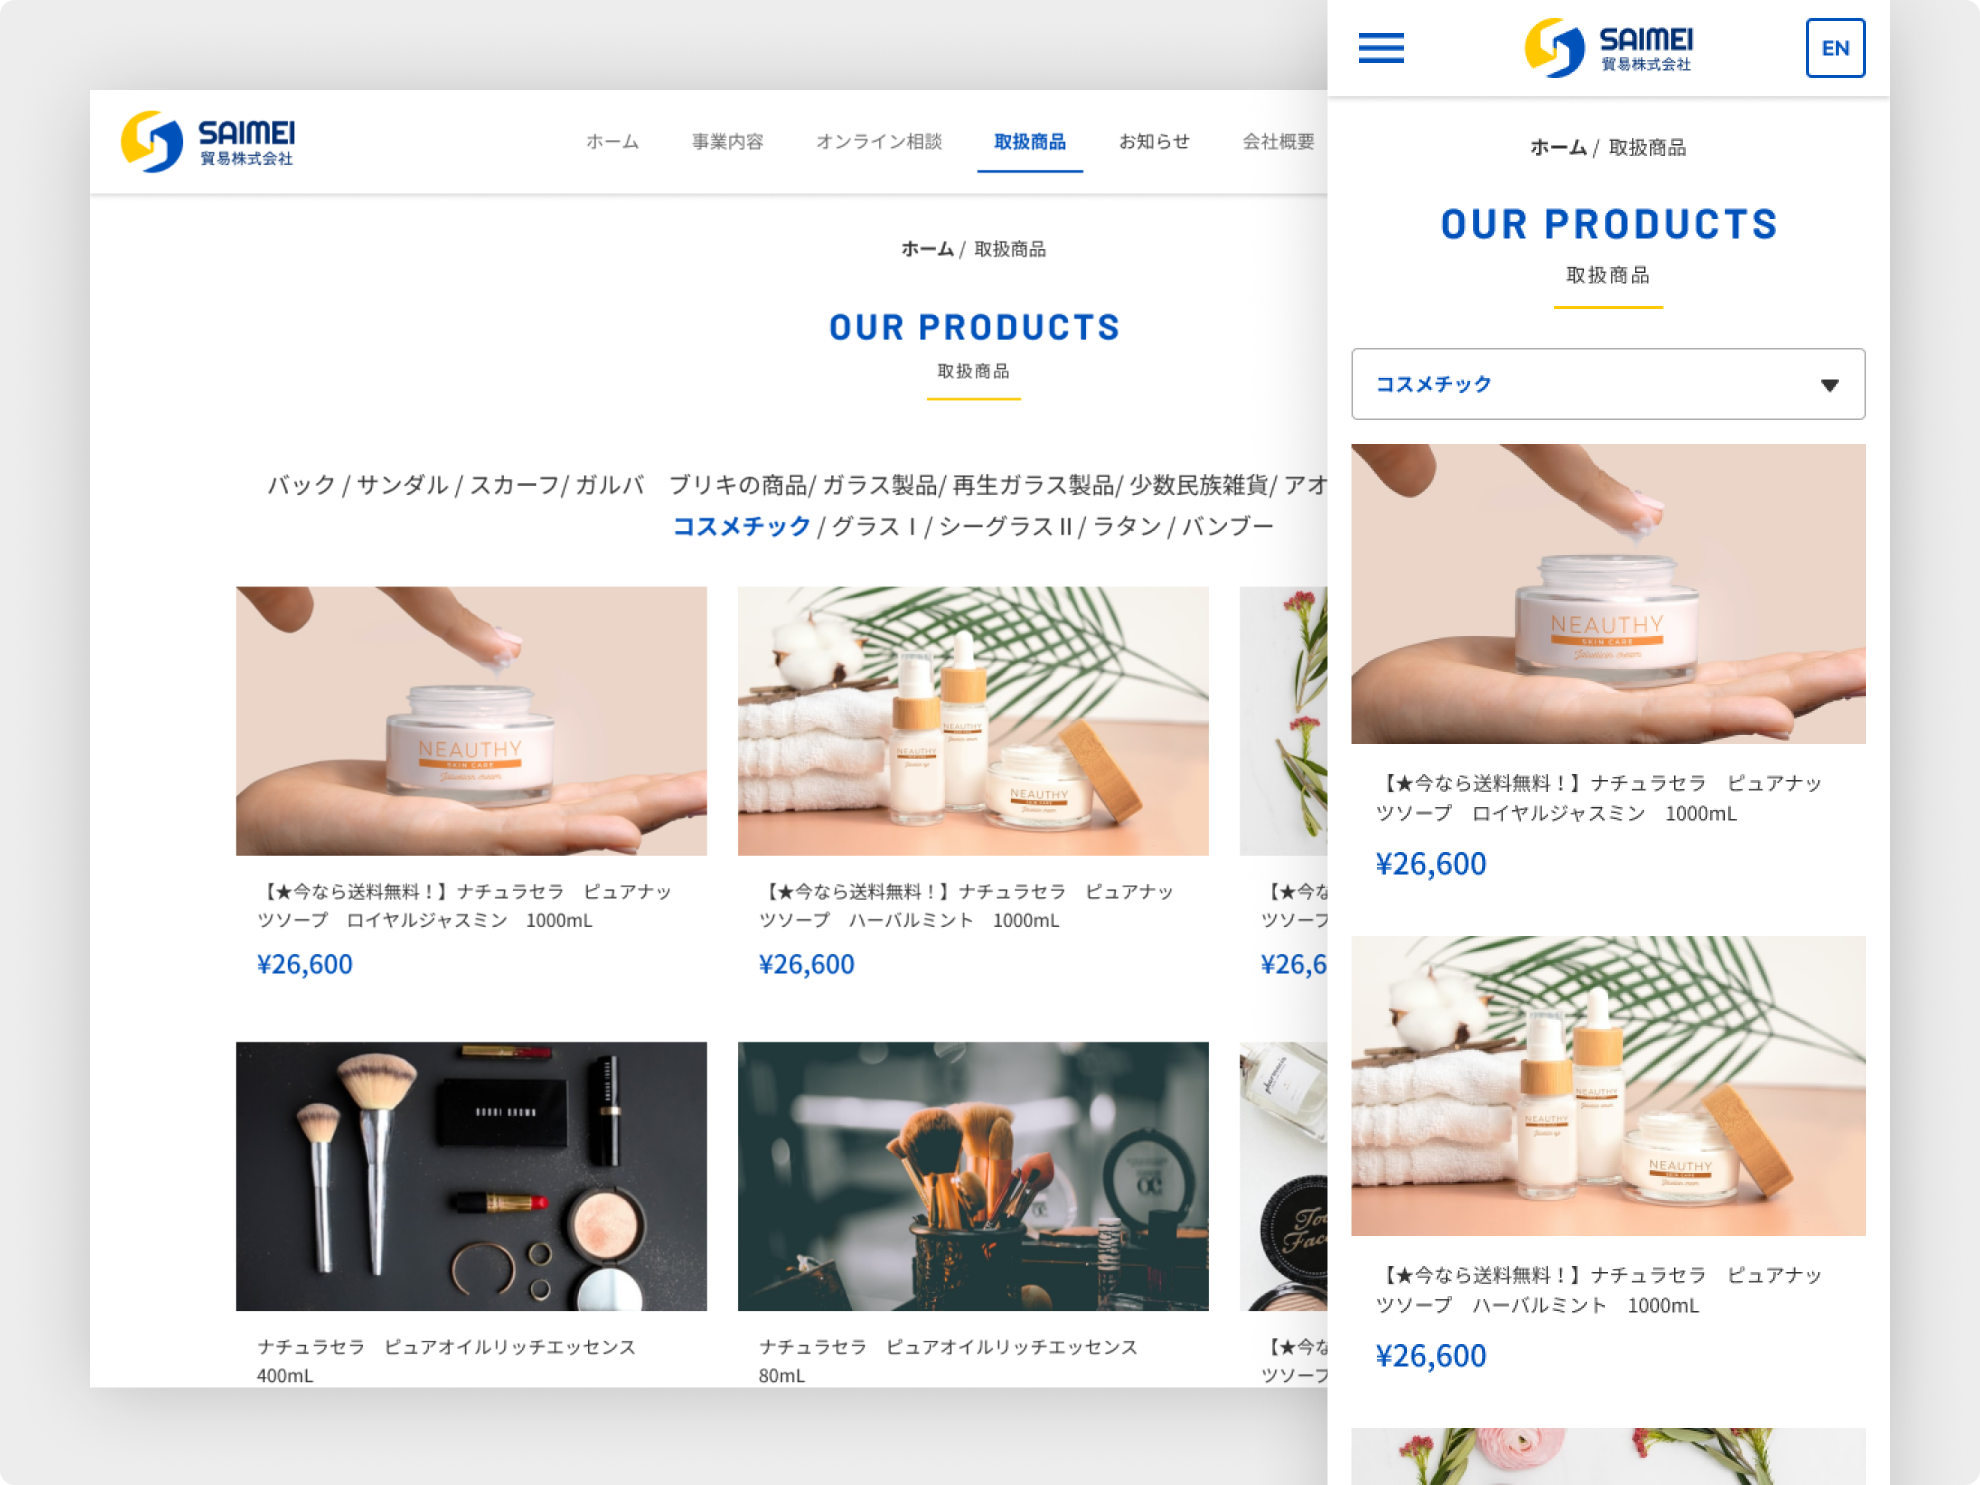 SAIMEI
貿易株式会社
ホーム 事業内容 オンライン相談 取扱商品 お知らせ 会社概要
ホーム / 取扱商品
OUR PRODUCTS
取扱商品
バック / サンダル / スカーフ/ ガルバ　ブリキの商品/ ガラス製品/ 再生ガラス製品/ 少数民族雑貨/ アオ
コスメチック / グラス I / シーグラス II / ラタン / バンブー
NEAUTHY
SKIN CARE
NEAUTHY
NEAUTHY
NEAUTHY
【★今なら送料無料！】ナチュラセラ　ピュアナッ
ツソープ　ロイヤルジャスミン　1000mL
¥26,600
【★今なら送料無料！】ナチュラセラ　ピュアナッ
ツソープ　ハーバルミント　1000mL
¥26,600
【★今な
ツソープ
¥26,6
BOBBI BROWN
Too
Face
ナチュラセラ　ピュアオイルリッチエッセンス
400mL
ナチュラセラ　ピュアオイルリッチエッセンス
80mL
【★今な
ツソープ
SAIMEI
貿易株式会社
EN
ホーム / 取扱商品
OUR PRODUCTS
取扱商品
コスメチック
NEAUTHY
SKIN CARE
【★今なら送料無料！】ナチュラセラ　ピュアナッ
ツソープ　ロイヤルジャスミン　1000mL
¥26,600
NEAUTHY
NEAUTHY
NEAUTHY
【★今なら送料無料！】ナチュラセラ　ピュアナッ
ツソープ　ハーバルミント　1000mL
¥26,600